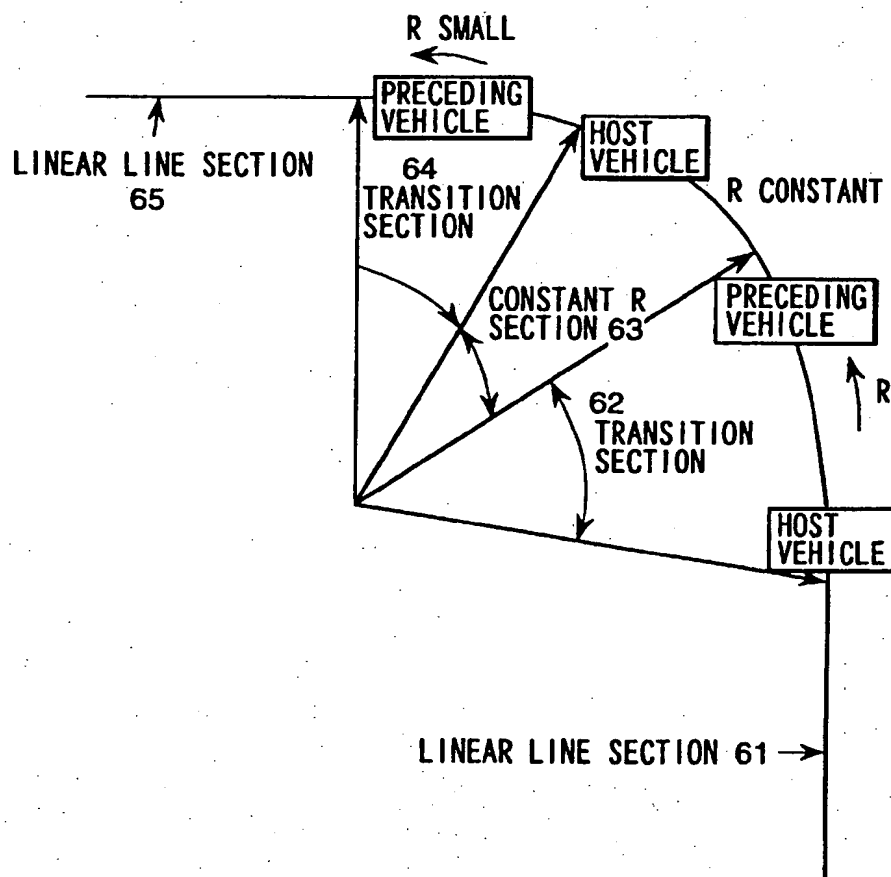 R SMALL
PRECEDING
VEHICLE
HOST
VEHICLE
LINEAR LINE SECTION
65
64
TRANSITION
SECTION
R CONSTANT
CONSTANT R
SECTION 63
PRECEDING
VEHICLE
R
62
TRANSITION
SECTION
HOST
VEHICLE
LINEAR LINE SECTION 61